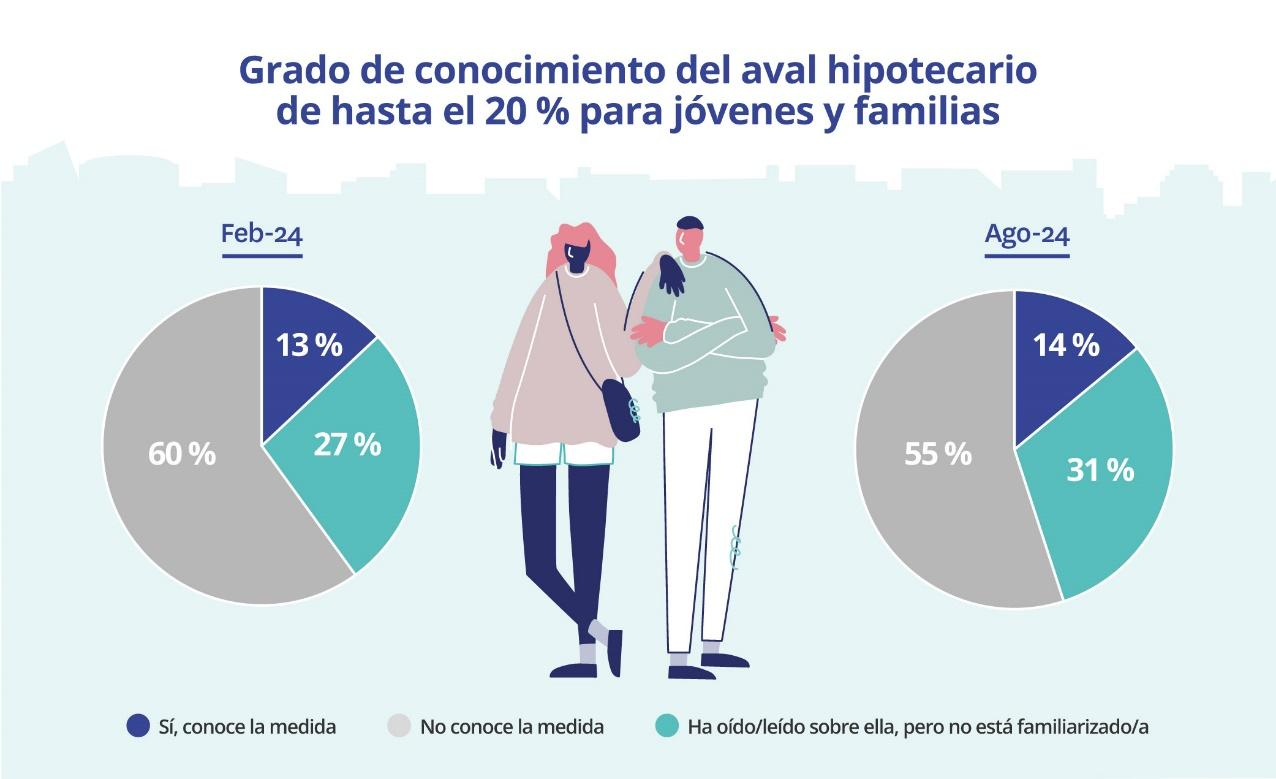 Grado de conocimiento del aval hipotecario
de hasta el 20 % para jóvenes y familias
Feb-24
13 %
27 %
60 %
Ago-24
14 %
31 %
55 %
Sí, conoce la medida
No conoce la medida
Ha oído/leído sobre ella, pero no está familiarizado/a